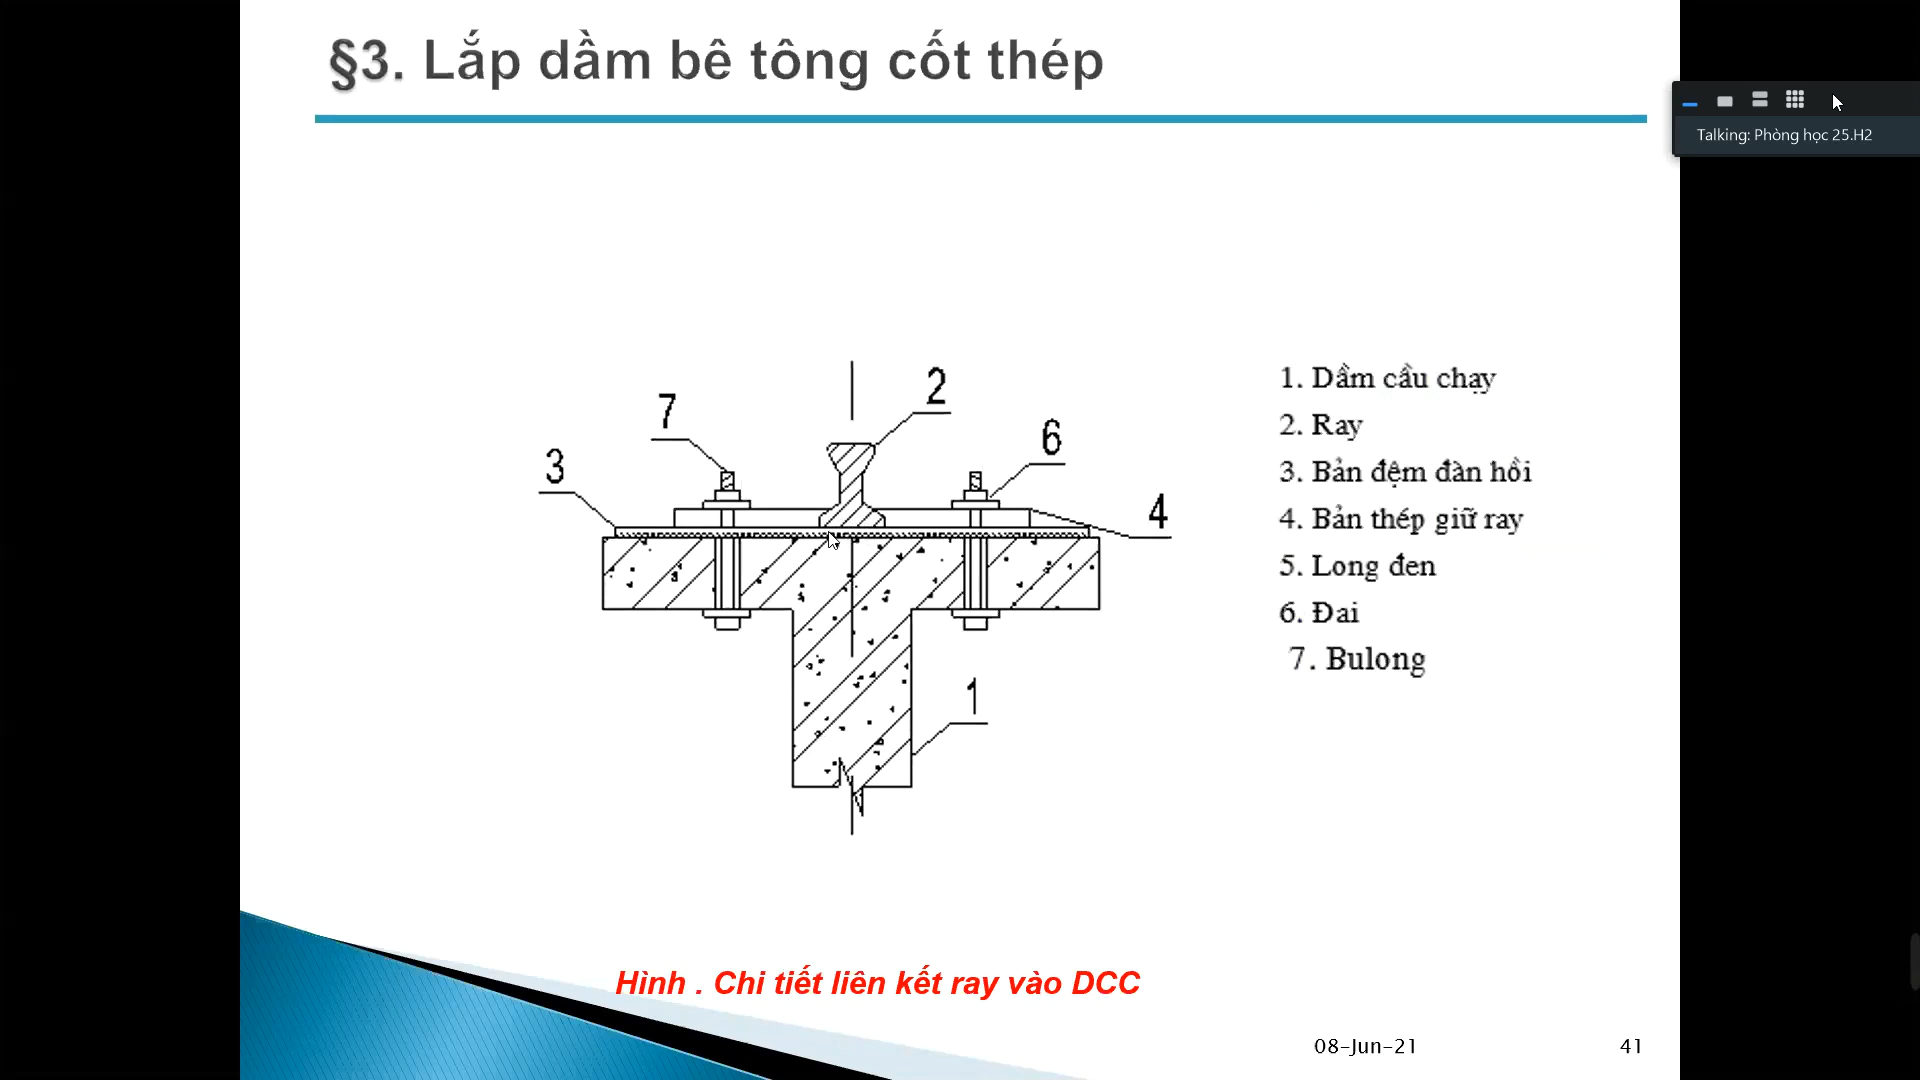 §3. Lắp dầm bê tông cốt thép
Talking: Phòng học 25.H2
2
7
6
3
4
1
1. Dầm cầu chạy
2. Ray
3. Bản đệm đàn hồi
4. Bản thép giữ ray
5. Long đen
6. Đai
7. Bulong
Hình . Chi tiết liên kết ray vào DCC
08-Jun-21
41